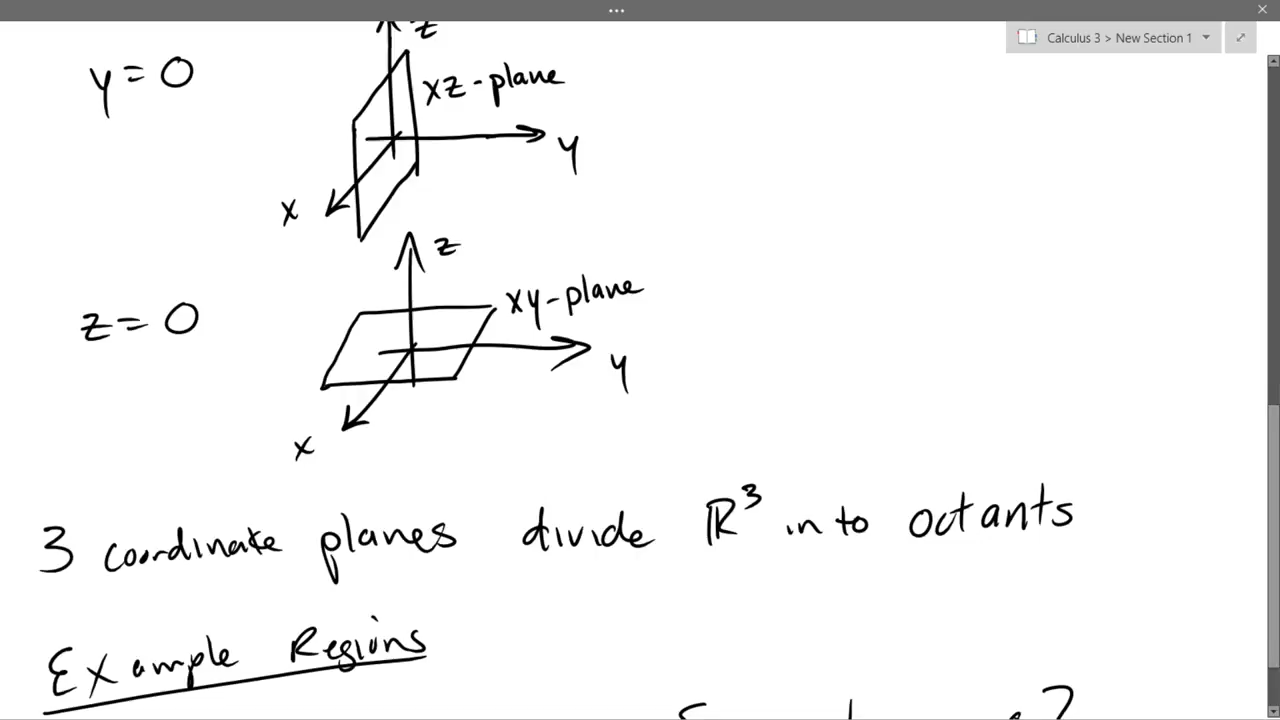 Calculus 3 > New Section 1
z
y = 0
xz-plane
y
x
z
xy-plane
z = 0
y
x
3 coordinate planes divide ℝ³ into octants
Example Regions